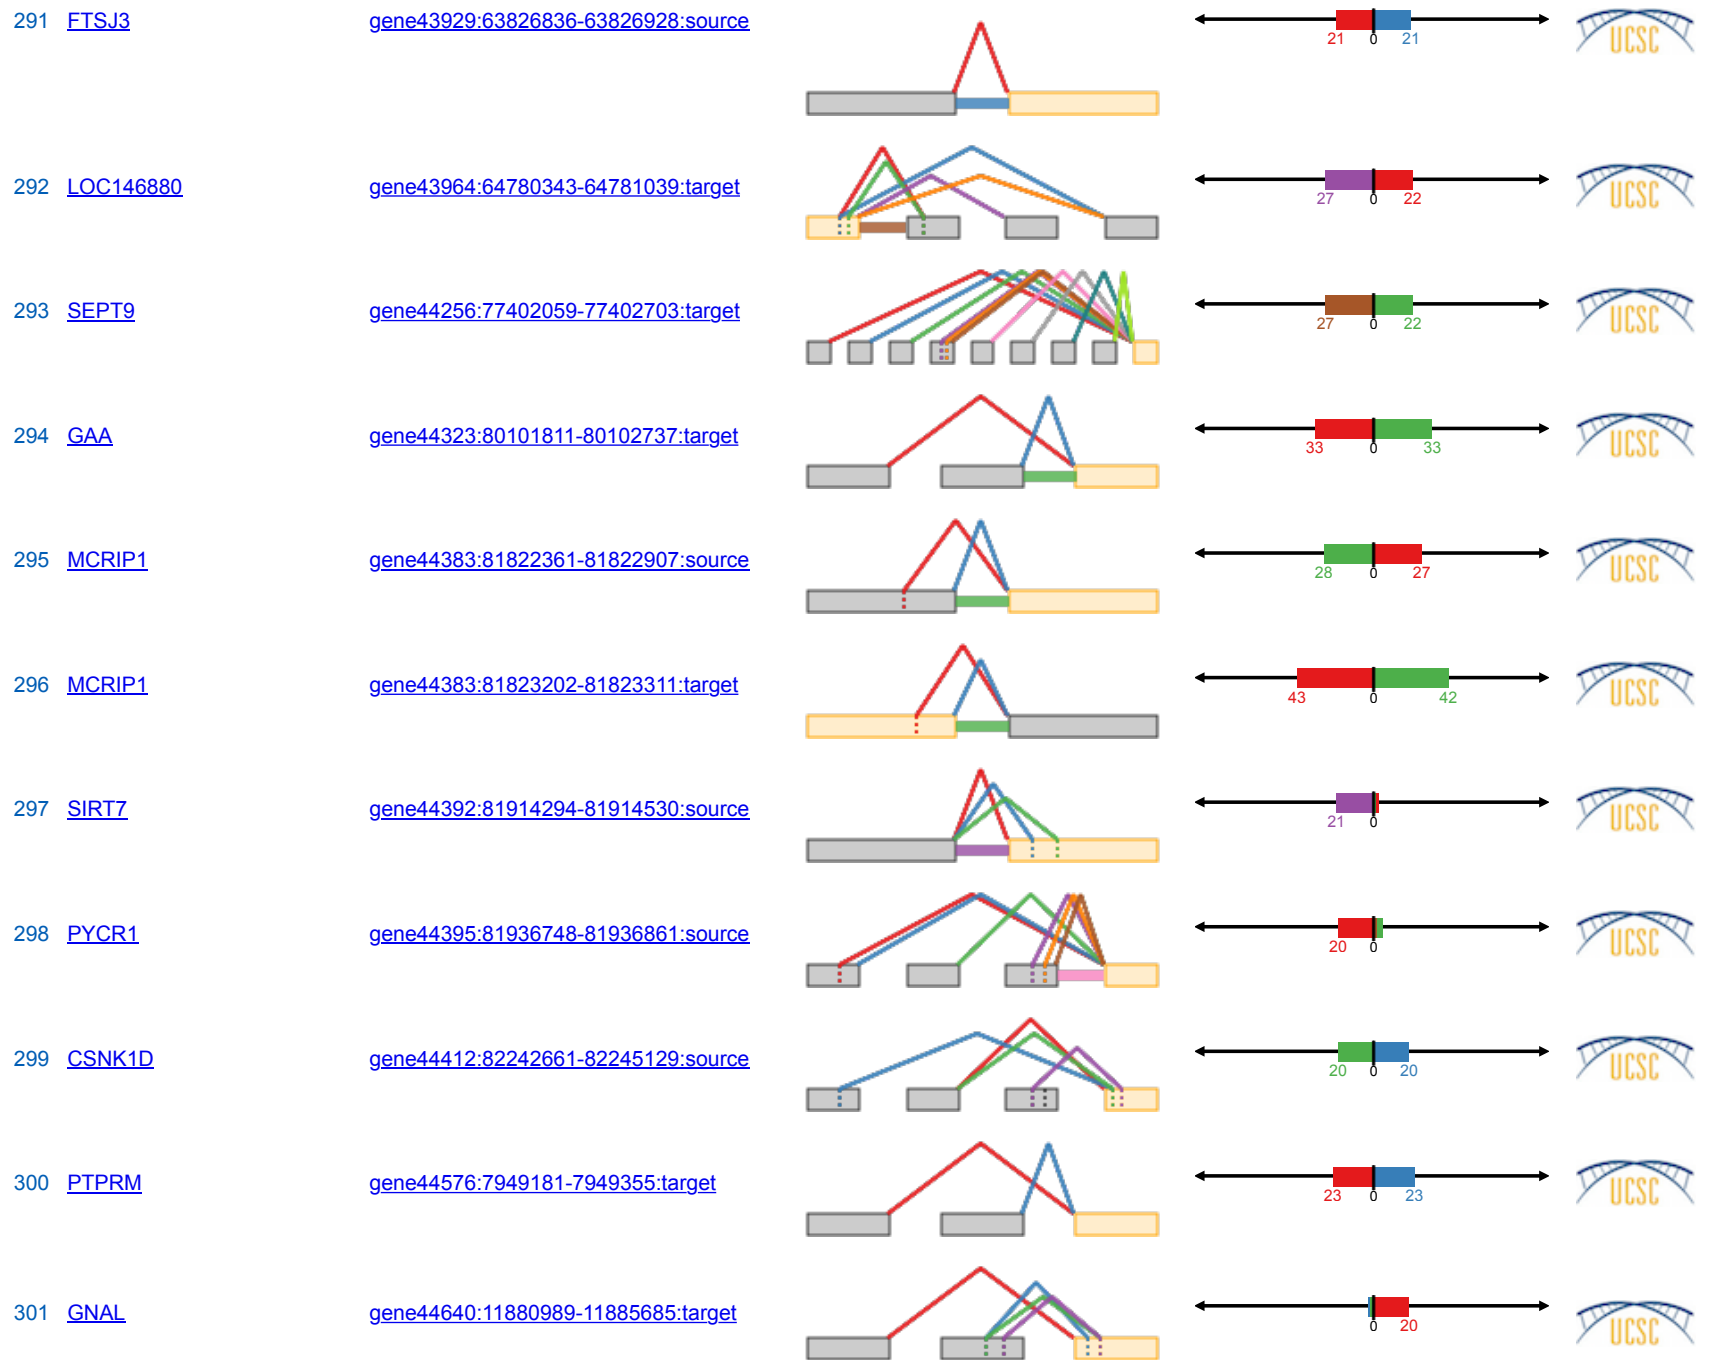 291 FTSJ3 gene43929:63826836-63826928:source 21 0 21 UCSC
292 LOC146880 gene43964:64780343-64781039:target 27 0 22 UCSC
293 SEPT9 gene44256:77402059-77402703:target 27 0 22 UCSC
294 GAA gene44323:80101811-80102737:target 33 0 33 UCSC
295 MCRIP1 gene44383:81822361-81822907:source 28 0 27 UCSC
296 MCRIP1 gene44383:81823202-81823311:target 43 0 42 UCSC
297 SIRT7 gene44392:81914294-81914530:source 21 0 UCSC
298 PYCR1 gene44395:81936748-81936861:source 20 0 UCSC
299 CSNK1D gene44412:82242661-82245129:source 20 0 20 UCSC
300 PTPRM gene44576:7949181-7949355:target 23 0 23 UCSC
301 GNAL gene44640:11880989-11885685:target 0 20 UCSC